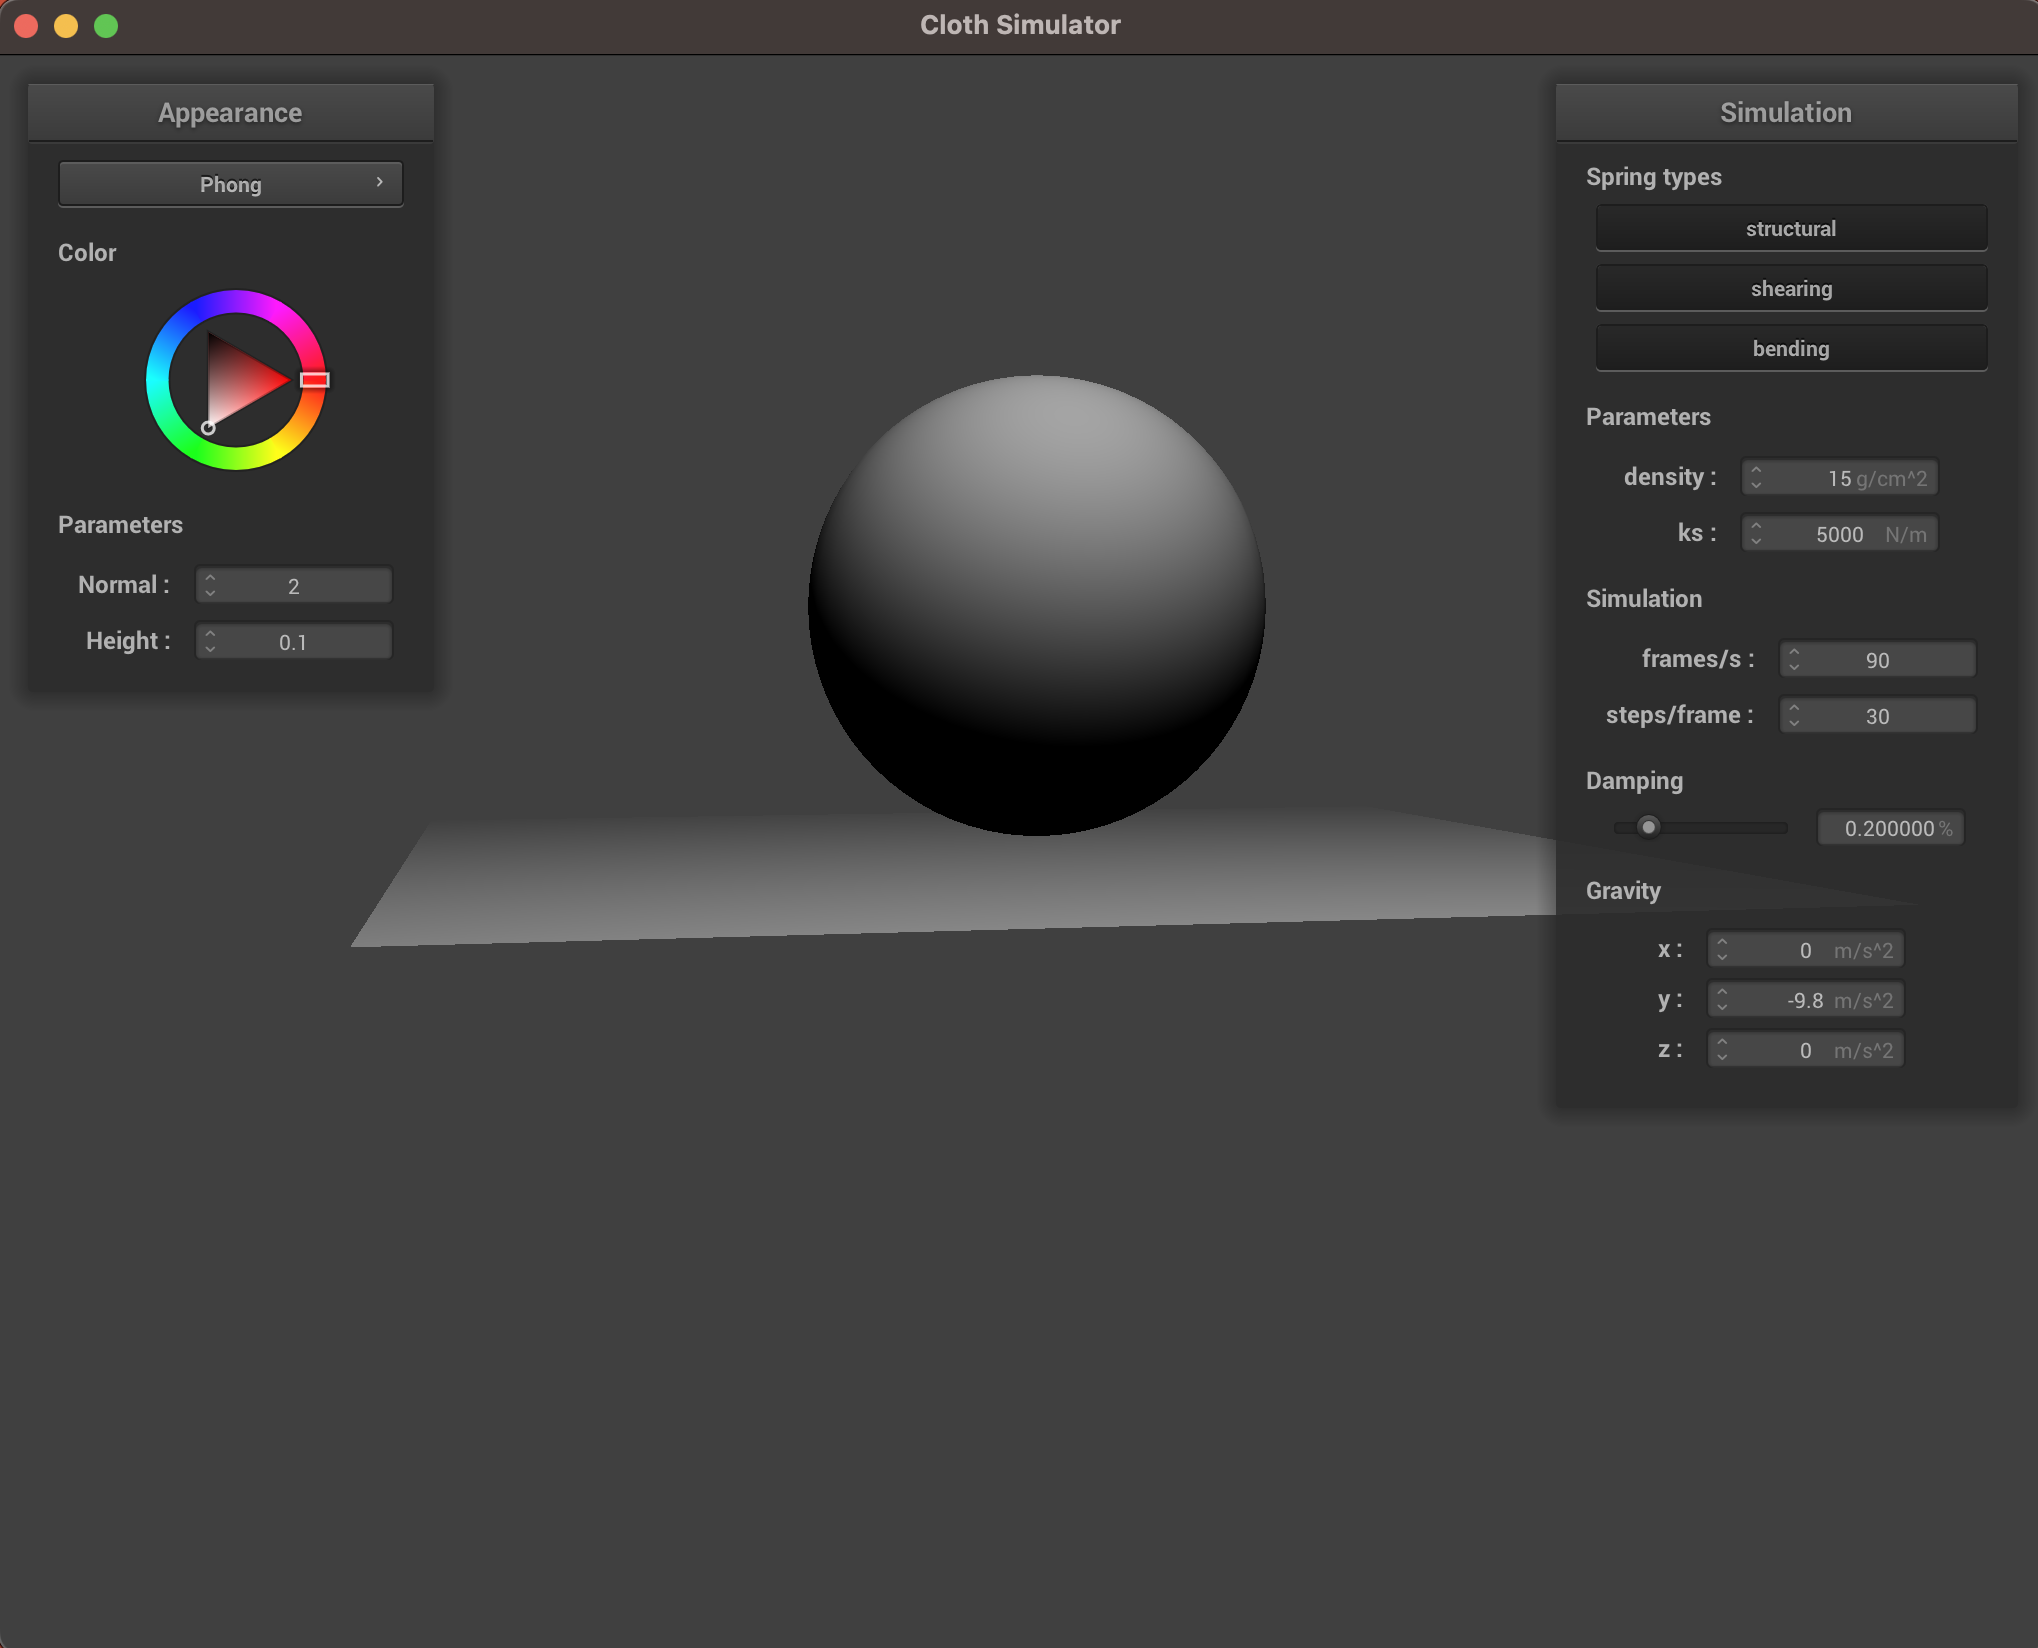 Cloth Simulator
Appearance
Phong
Color
Parameters
Normal : 2
Height : 0.1
Simulation
Spring types
structural
shearing
bending
Parameters
density : 15 g/cm^2
ks : 5000 N/m
Simulation
frames/s : 90
steps/frame : 30
Damping
0.200000 %
Gravity
x : 0 m/s^2
y : -9.8 m/s^2
z : 0 m/s^2